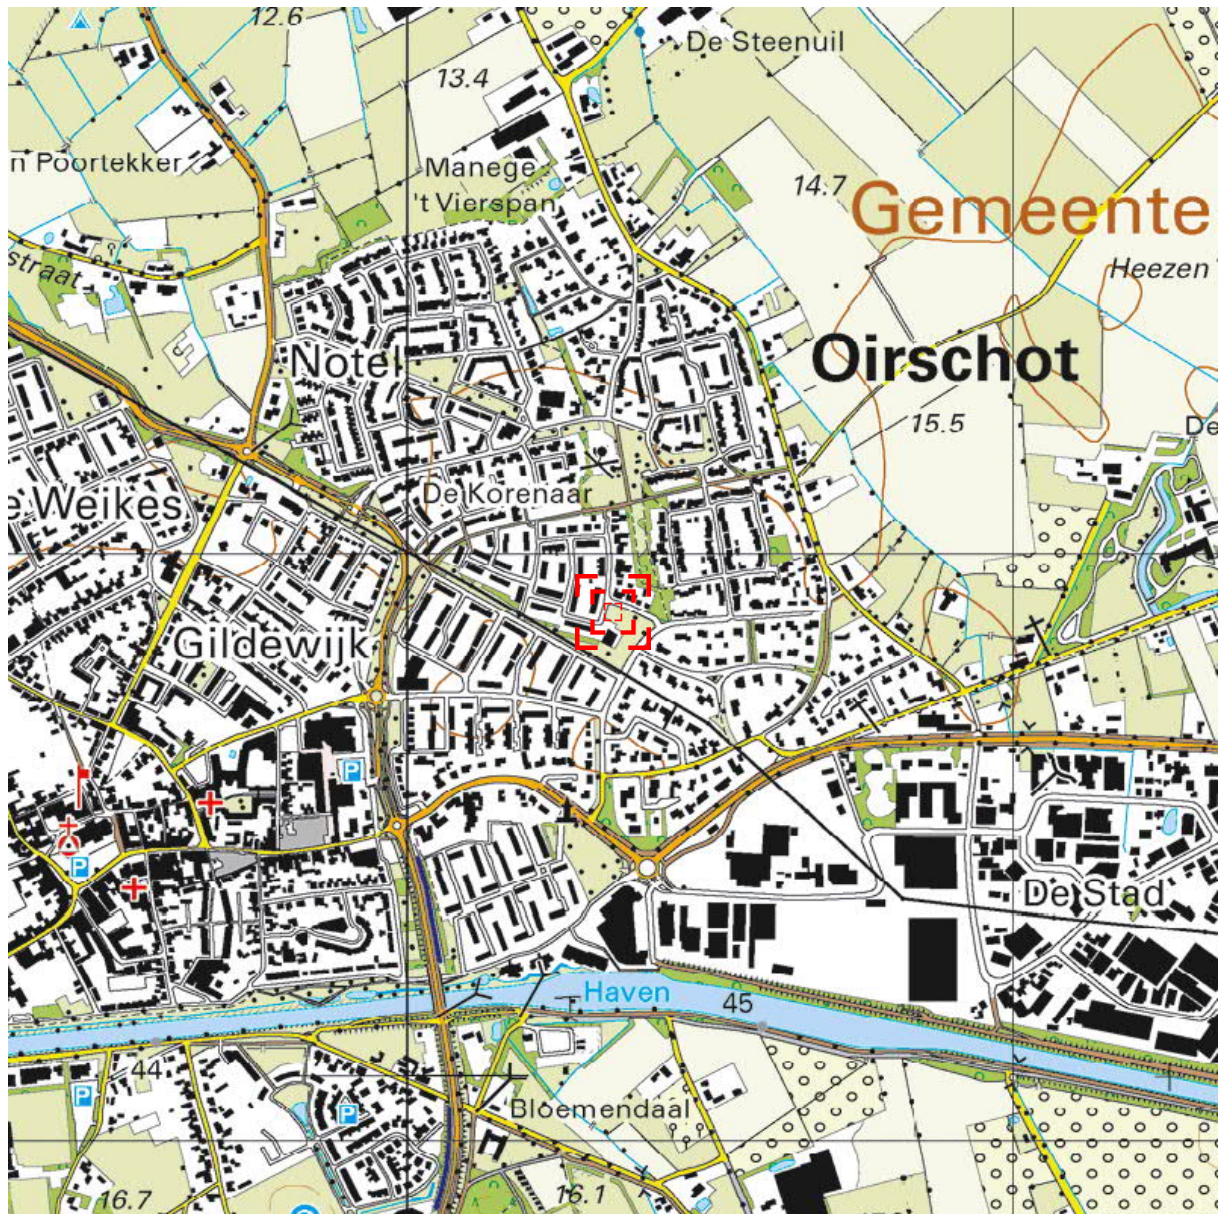 12.6
De Steenuil
13.4
n Poortekker
Manege
't Vierspan
14.7
Gemeente
straat
Heezen
Notel
Oirschot
15.5
De
De Korenaar
e Weikes
Gildewijk
P
P
De Stad
Haven
45
44
P
P
Bloemendaal
16.7
16.1